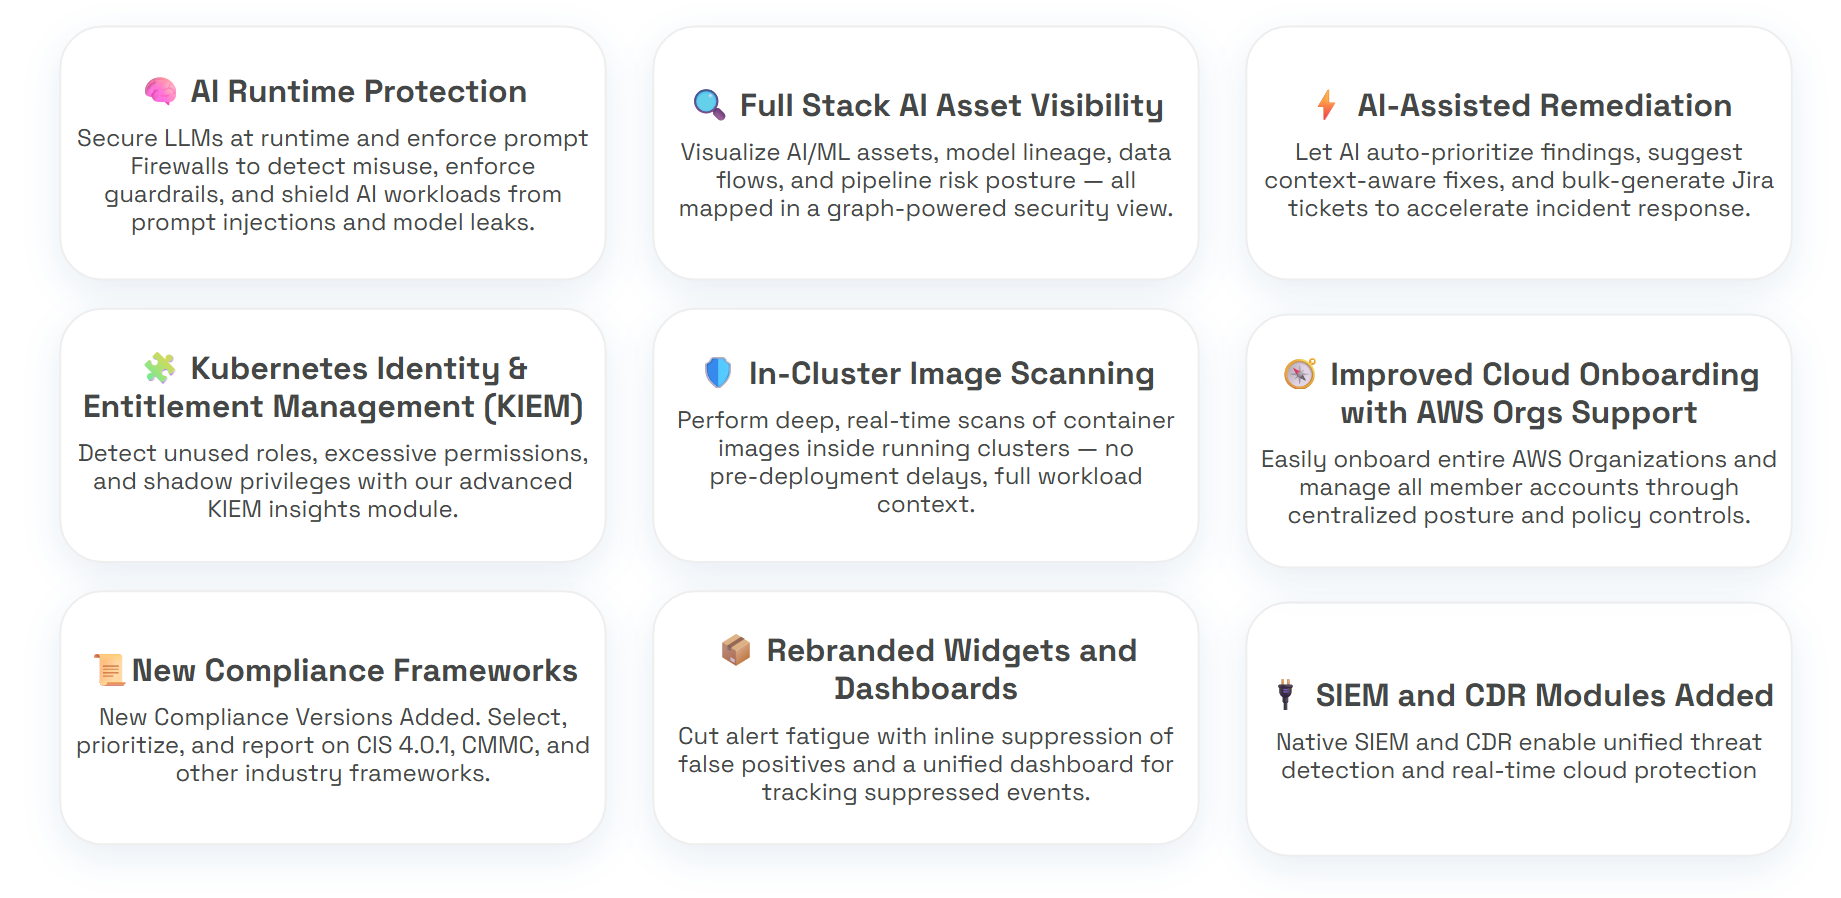 AI Runtime Protection
Secure LLMs at runtime and enforce prompt
Firewalls to detect misuse, enforce
guardrails, and shield AI workloads from
prompt injections and model leaks.
Full Stack AI Asset Visibility
Visualize AI/ML assets, model lineage, data
flows, and pipeline risk posture — all
mapped in a graph-powered security view.
AI-Assisted Remediation
Let AI auto-prioritize findings, suggest
context-aware fixes, and bulk-generate Jira
tickets to accelerate incident response.
Kubernetes Identity &
Entitlement Management (KIEM)
Detect unused roles, excessive permissions,
and shadow privileges with our advanced
KIEM insights module.
In-Cluster Image Scanning
Perform deep, real-time scans of container
images inside running clusters — no
pre-deployment delays, full workload
context.
Improved Cloud Onboarding
with AWS Orgs Support
Easily onboard entire AWS Organizations and
manage all member accounts through
centralized posture and policy controls.
New Compliance Frameworks
New Compliance Versions Added. Select,
prioritize, and report on CIS 4.0.1, CMMC, and
other industry frameworks.
Rebranded Widgets and
Dashboards
Cut alert fatigue with inline suppression of
false positives and a unified dashboard for
tracking suppressed events.
SIEM and CDR Modules Added
Native SIEM and CDR enable unified threat
detection and real-time cloud protection